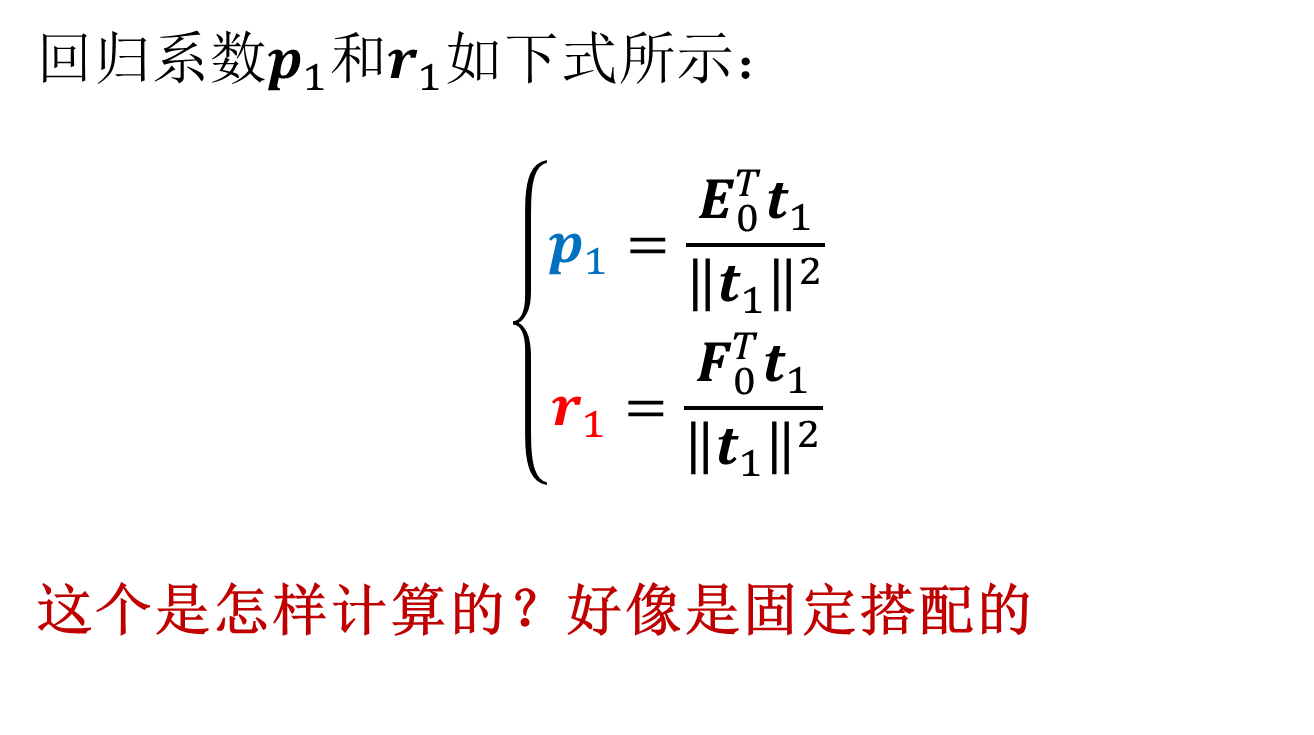 回归系数𝒑₁和𝒓₁如下式所示：
𝒑₁ = 𝑬₀ᵀ𝒕₁ / ‖𝒕₁‖²
𝒓₁ = 𝑭₀ᵀ𝒕₁ / ‖𝒕₁‖²
这个是怎样计算的？好像是固定搭配的